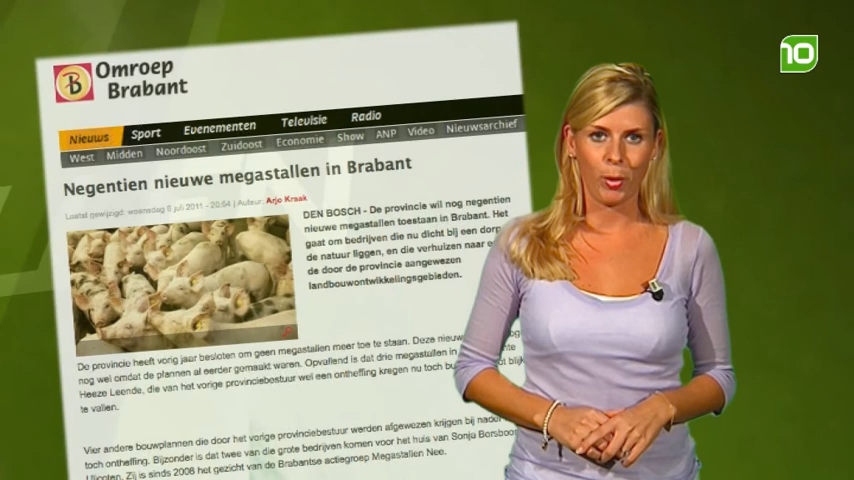 10
Omroep
Brabant
Nieuws Sport Evenementen Televisie Radio
West Midden Noordoost Zuidoost Economie Show ANP Video Nieuwsarchief
Negentien nieuwe megastallen in Brabant
Laatst gewijzigd: woensdag 6 juli 2011 - 20:54 | Auteur: Arjo Kraak
DEN BOSCH - De provincie wil nog negentien
nieuwe megastallen toestaan in Brabant. Het
gaat om bedrijven die nu dicht bij een dorp
de natuur liggen, en die verhuizen naar
de door de provincie aangewezen
landbouwontwikkelingsgebieden.
De provincie heeft vorig jaar besloten om geen megastallen meer toe te staan. Deze
nog wel omdat de plannen al eerder gemaakt waren. Opvallend is dat drie megastallen in
Heeze Leende, die van het vorige provinciebestuur wel een ontheffing kregen nu toch
te vallen.
Vier andere bouwplannen die door het vorige provinciebestuur werden afgewezen krijgen bij
toch ontheffing. Bijzonder is dat twee van die grote bedrijven komen voor het huis van Sonja Borsboom
Zij is sinds 2008 het gezicht van de Brabantse actiegroep Megastallen Nee.